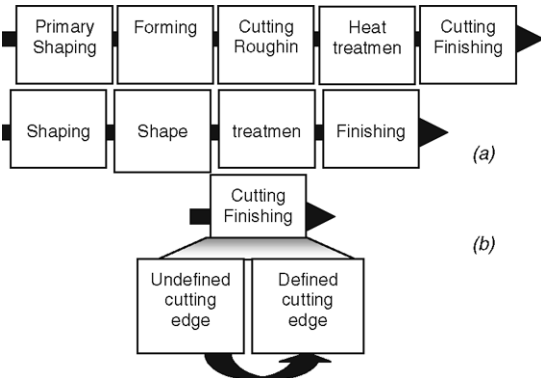 Primary
Shaping
Forming
Cutting
Roughin
Heat
treatmen
Cutting
Finishing
Shaping
Shape
treatmen
Finishing
(a)
Cutting
Finishing
(b)
Undefined
cutting
edge
Defined
cutting
edge